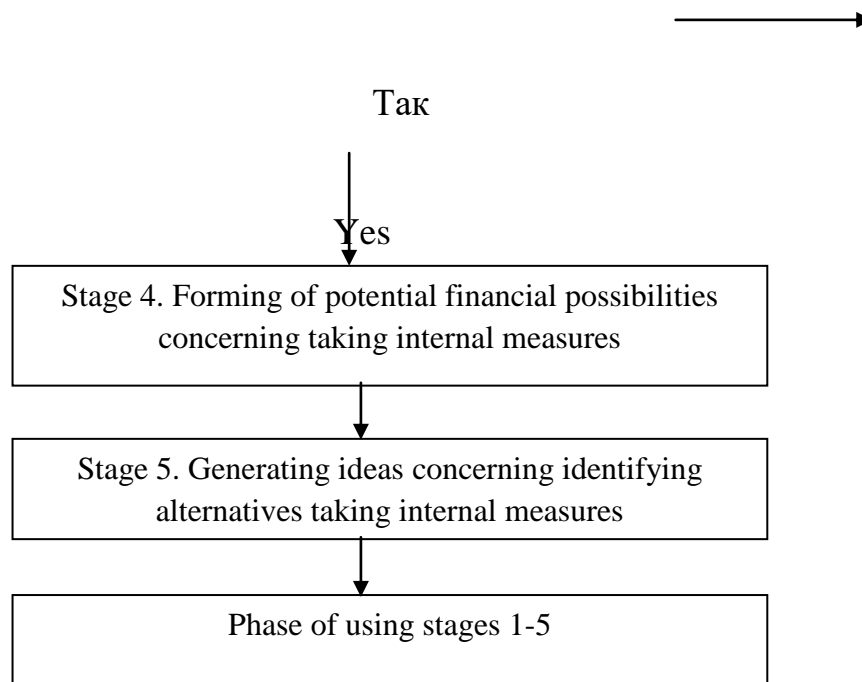 Так
Yes
Stage 4. Forming of potential financial possibilities
concerning taking internal measures
Stage 5. Generating ideas concerning identifying
alternatives taking internal measures
Phase of using stages 1-5